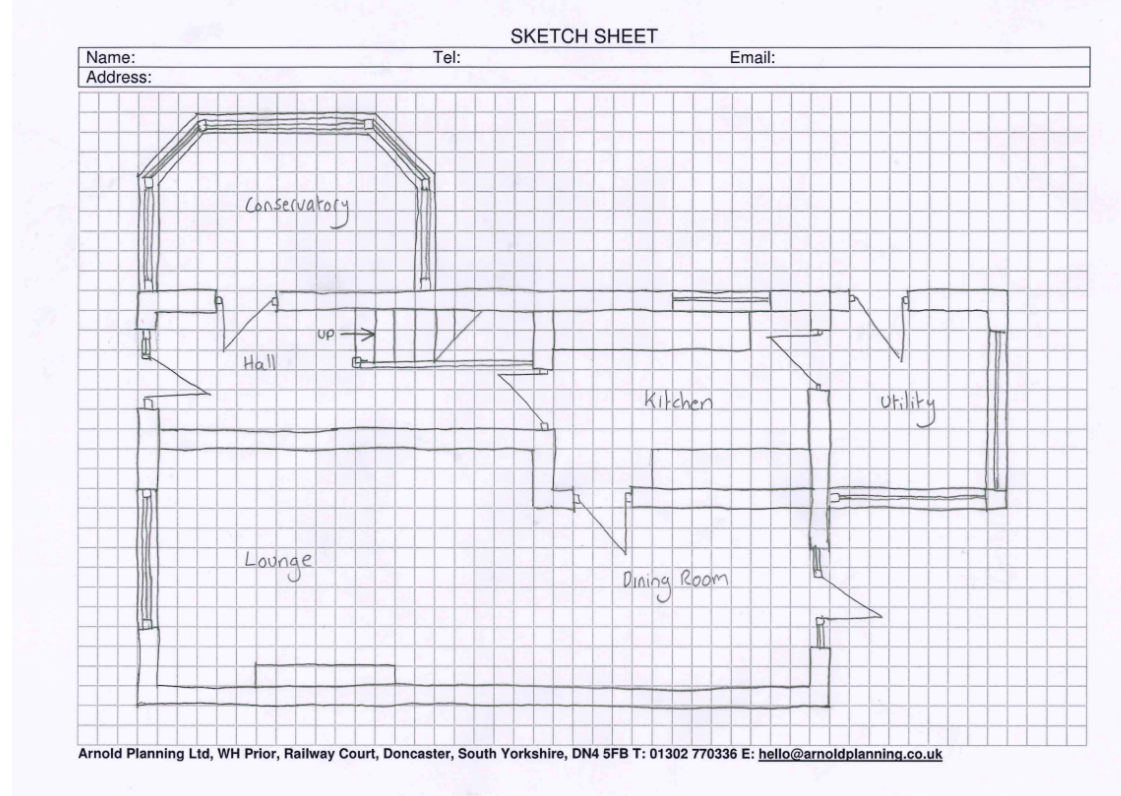 SKETCH SHEET
Name: Tel: Email:
Address:
Conservatory
UP
Hall
Kitchen
Utility
Lounge
Dining Room
Arnold Planning Ltd, WH Prior, Railway Court, Doncaster, South Yorkshire, DN4 5FB T: 01302 770336 E: hello@arnoldplanning.co.uk